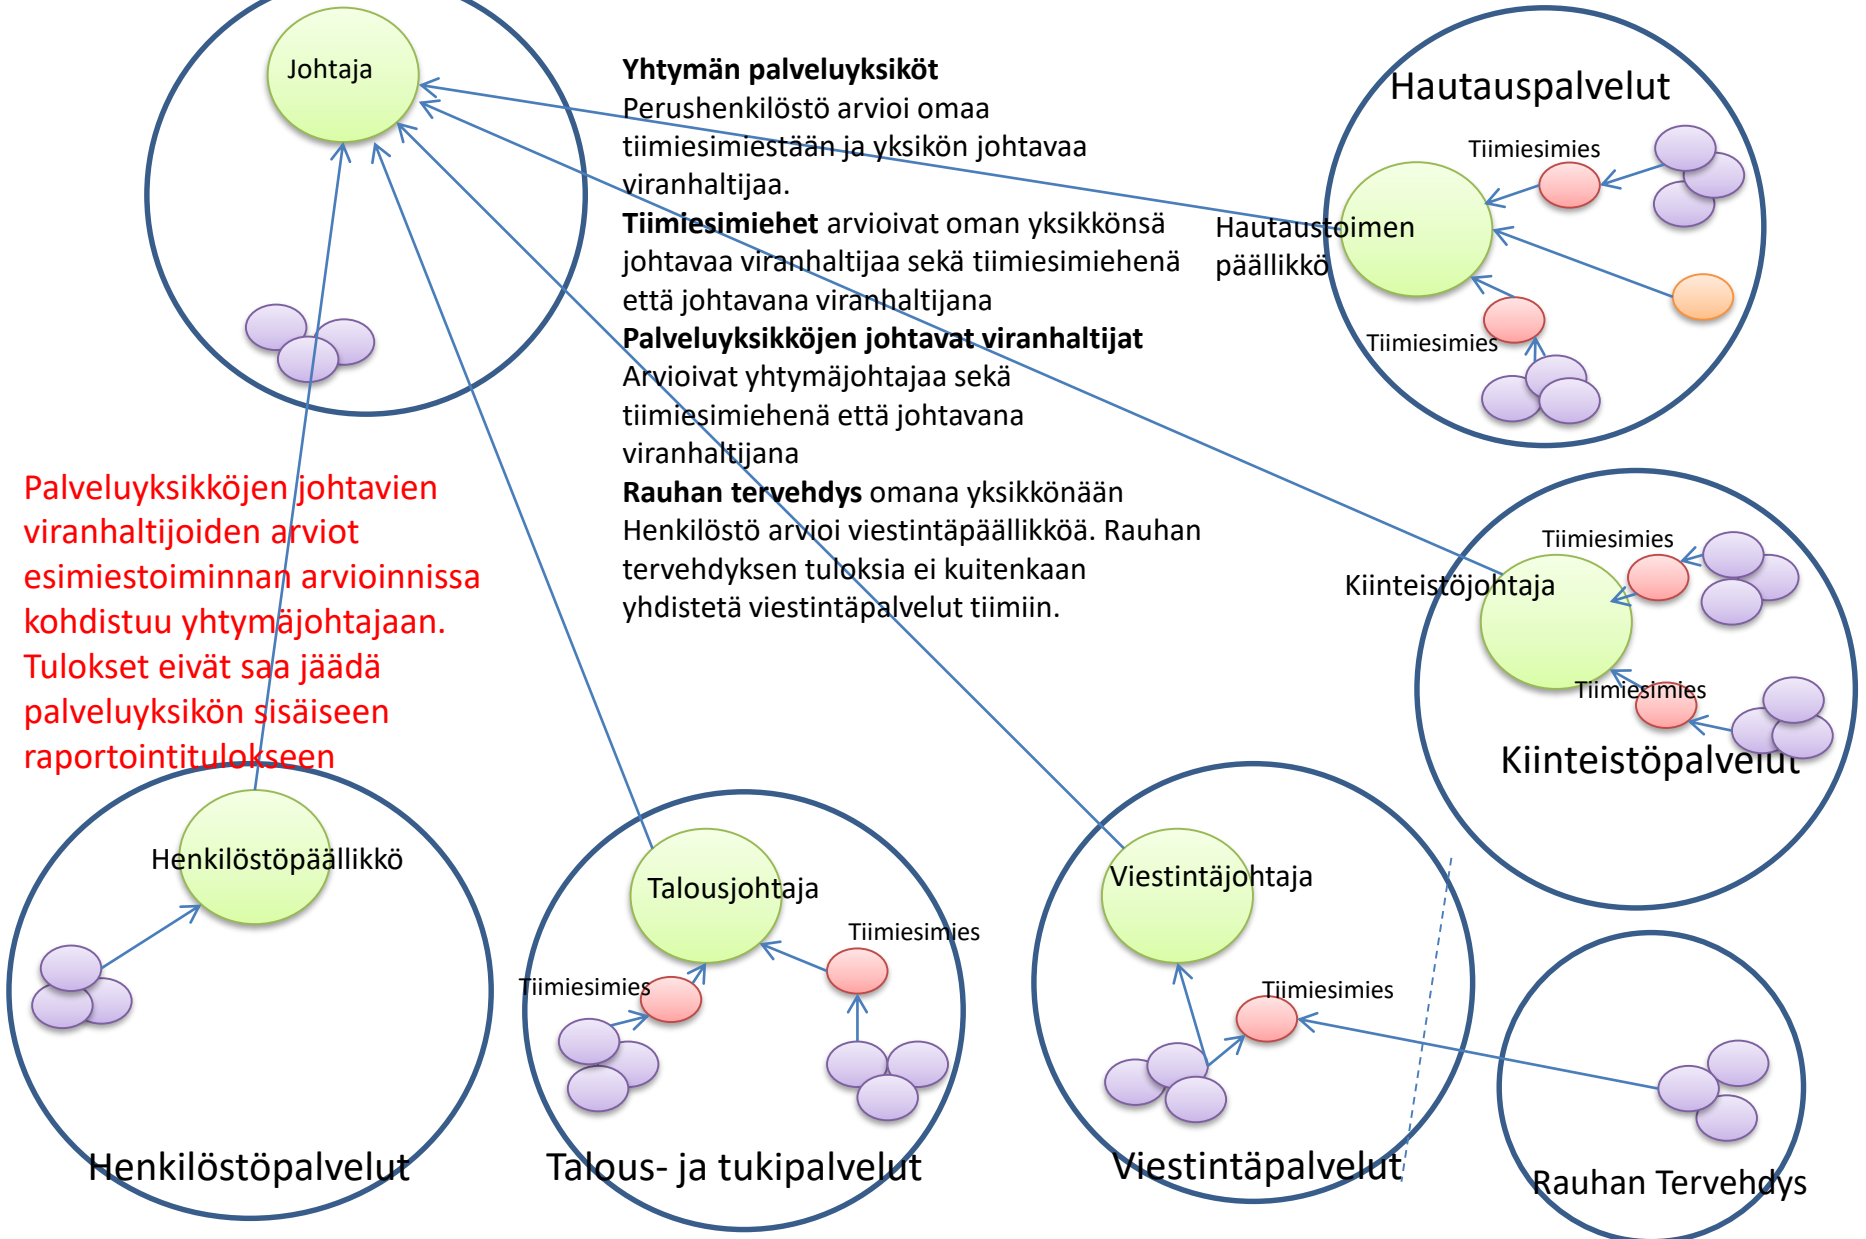 Johtaja
Yhtymän palveluyksiköt
Perushenkilöstö arvioi omaa
tiimiesimiestään ja yksikön johtavaa
viranhaltijaa.
Tiimiesimiehet arvioivat oman yksikkönsä
johtavaa viranhaltijaa sekä tiimiesimiehenä
että johtavana viranhaltijana
Palveluyksikköjen johtavat viranhaltijat
Arvioivat yhtymäjohtajaa sekä
tiimiesimiehenä että johtavana
viranhaltijana
Rauhan tervehdys omana yksikkönään
Henkilöstö arvioi viestintäpäällikköä. Rauhan
tervehdyksen tuloksia ei kuitenkaan
yhdistetä viestintäpalvelut tiimiin.
Hautauspalvelut
Tiimiesimies
Hautaustoimen
päällikkö
Tiimiesimies
Palveluyksikköjen johtavien
viranhaltijoiden arviot
esimiestoiminnan arvioinnissa
kohdistuu yhtymäjohtajaan.
Tulokset eivät saa jäädä
palveluyksikön sisäiseen
raportointitulokseen
Tiimiesimies
Kiinteistöjohtaja
Tiimiesimies
Kiinteistöpalvelut
Henkilöstöpäällikkö
Henkilöstöpalvelut
Talousjohtaja
Tiimiesimies
Tiimiesimies
Talous- ja tukipalvelut
Viestintäjohtaja
Tiimiesimies
Viestintäpalvelut
Rauhan Tervehdys